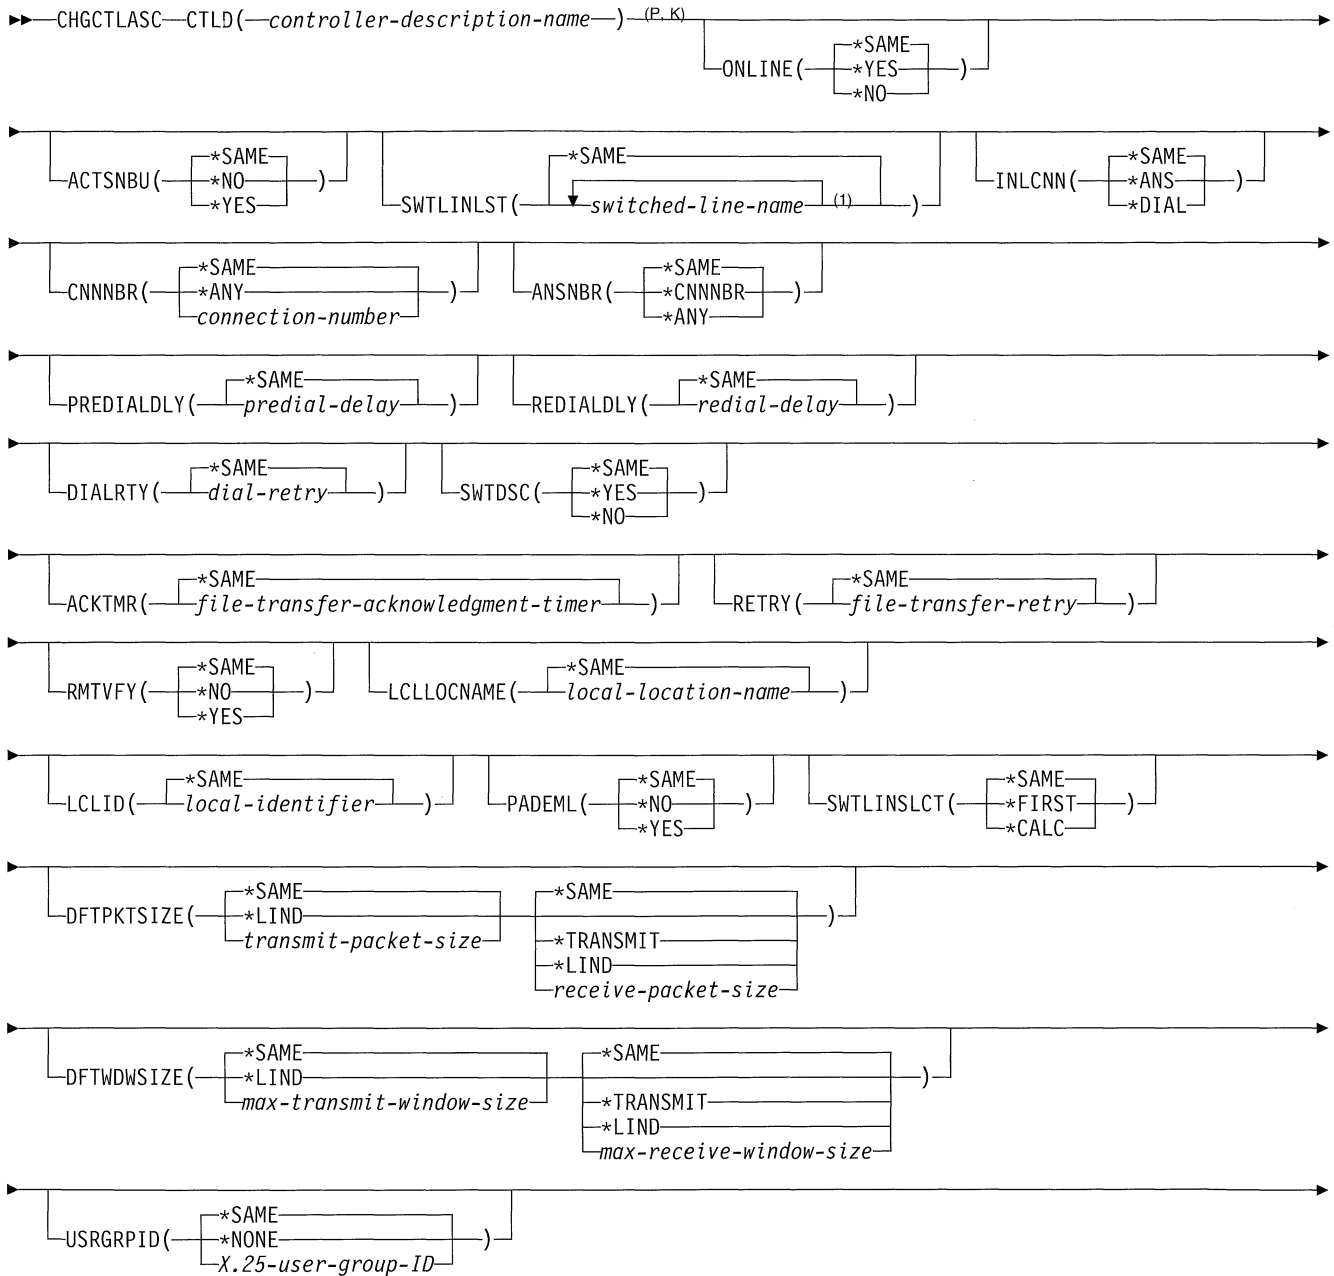 CHGCTLASC CTLD( controller-description-name ) (P, K)
ONLINE( *SAME *YES *NO )
ACTSNBU( *SAME *NO *YES )
SWTLINLST( *SAME switched-line-name (1) )
INLCNN( *SAME *ANS *DIAL )
CNNNBR( *SAME *ANY connection-number )
ANSNBR( *SAME *CNNNBR *ANY )
PREDIALDLY( *SAME predial-delay )
REDIALDLY( *SAME redial-delay )
DIALRTY( *SAME dial-retry )
SWTDSC( *SAME *YES *NO )
ACKTMR( *SAME file-transfer-acknowledgment-timer )
RETRY( *SAME file-transfer-retry )
RMTVFY( *SAME *NO *YES )
LCLLOCNAME( *SAME local-location-name )
LCLID( *SAME local-identifier )
PADEML( *SAME *NO *YES )
SWTLINSLCT( *SAME *FIRST *CALC )
DFTPKTSIZE( *SAME *LIND transmit-packet-size *SAME *TRANSMIT *LIND receive-packet-size )
DFTWDWSIZE( *SAME *LIND max-transmit-window-size *SAME *TRANSMIT *LIND max-receive-window-size )
USRGRPID( *SAME *NONE X.25-user-group-ID )